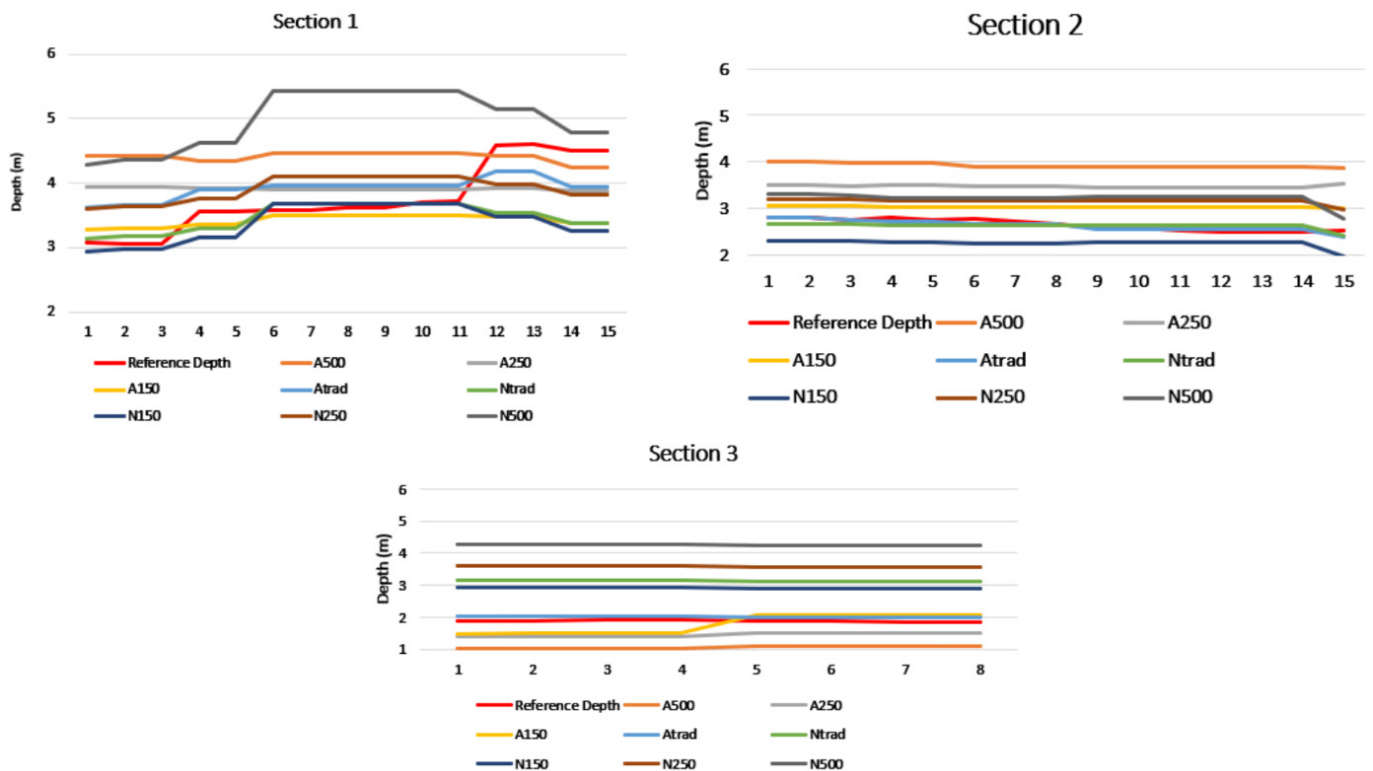 Section 1
Depth (m)
6
5
4
3
2
1 2 3 4 5 6 7 8 9 10 11 12 13 14 15
Reference Depth A500 A250
A150 Atrad Ntrad
N150 N250 N500
Section 2
Depth (m)
6
5
4
3
2
1 2 3 4 5 6 7 8 9 10 11 12 13 14 15
Reference Depth A500 A250
A150 Atrad Ntrad
N150 N250 N500
Section 3
Depth (m)
6
5
4
3
2
1
1 2 3 4 5 6 7 8
Reference Depth A500 A250
A150 Atrad Ntrad
N150 N250 N500